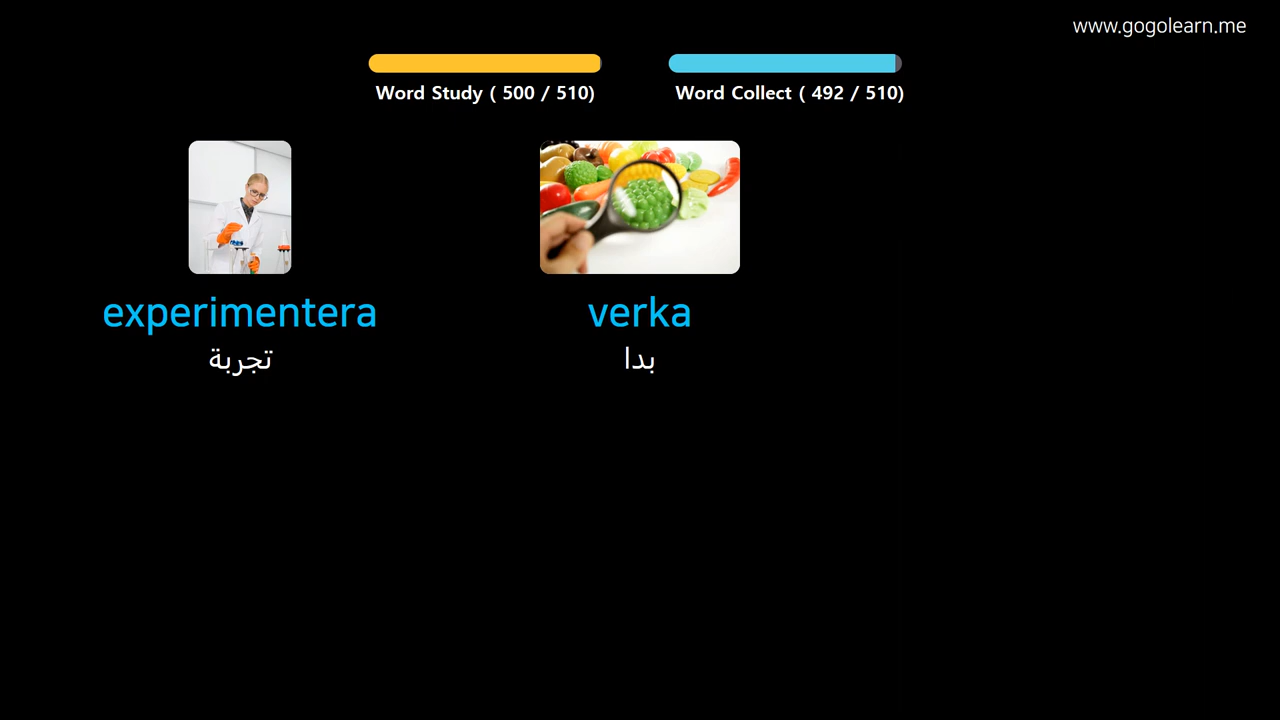 www.gogolearn.me
Word Study ( 500 / 510)
Word Collect ( 492 / 510)
experimentera
verka
تجربة
بدا